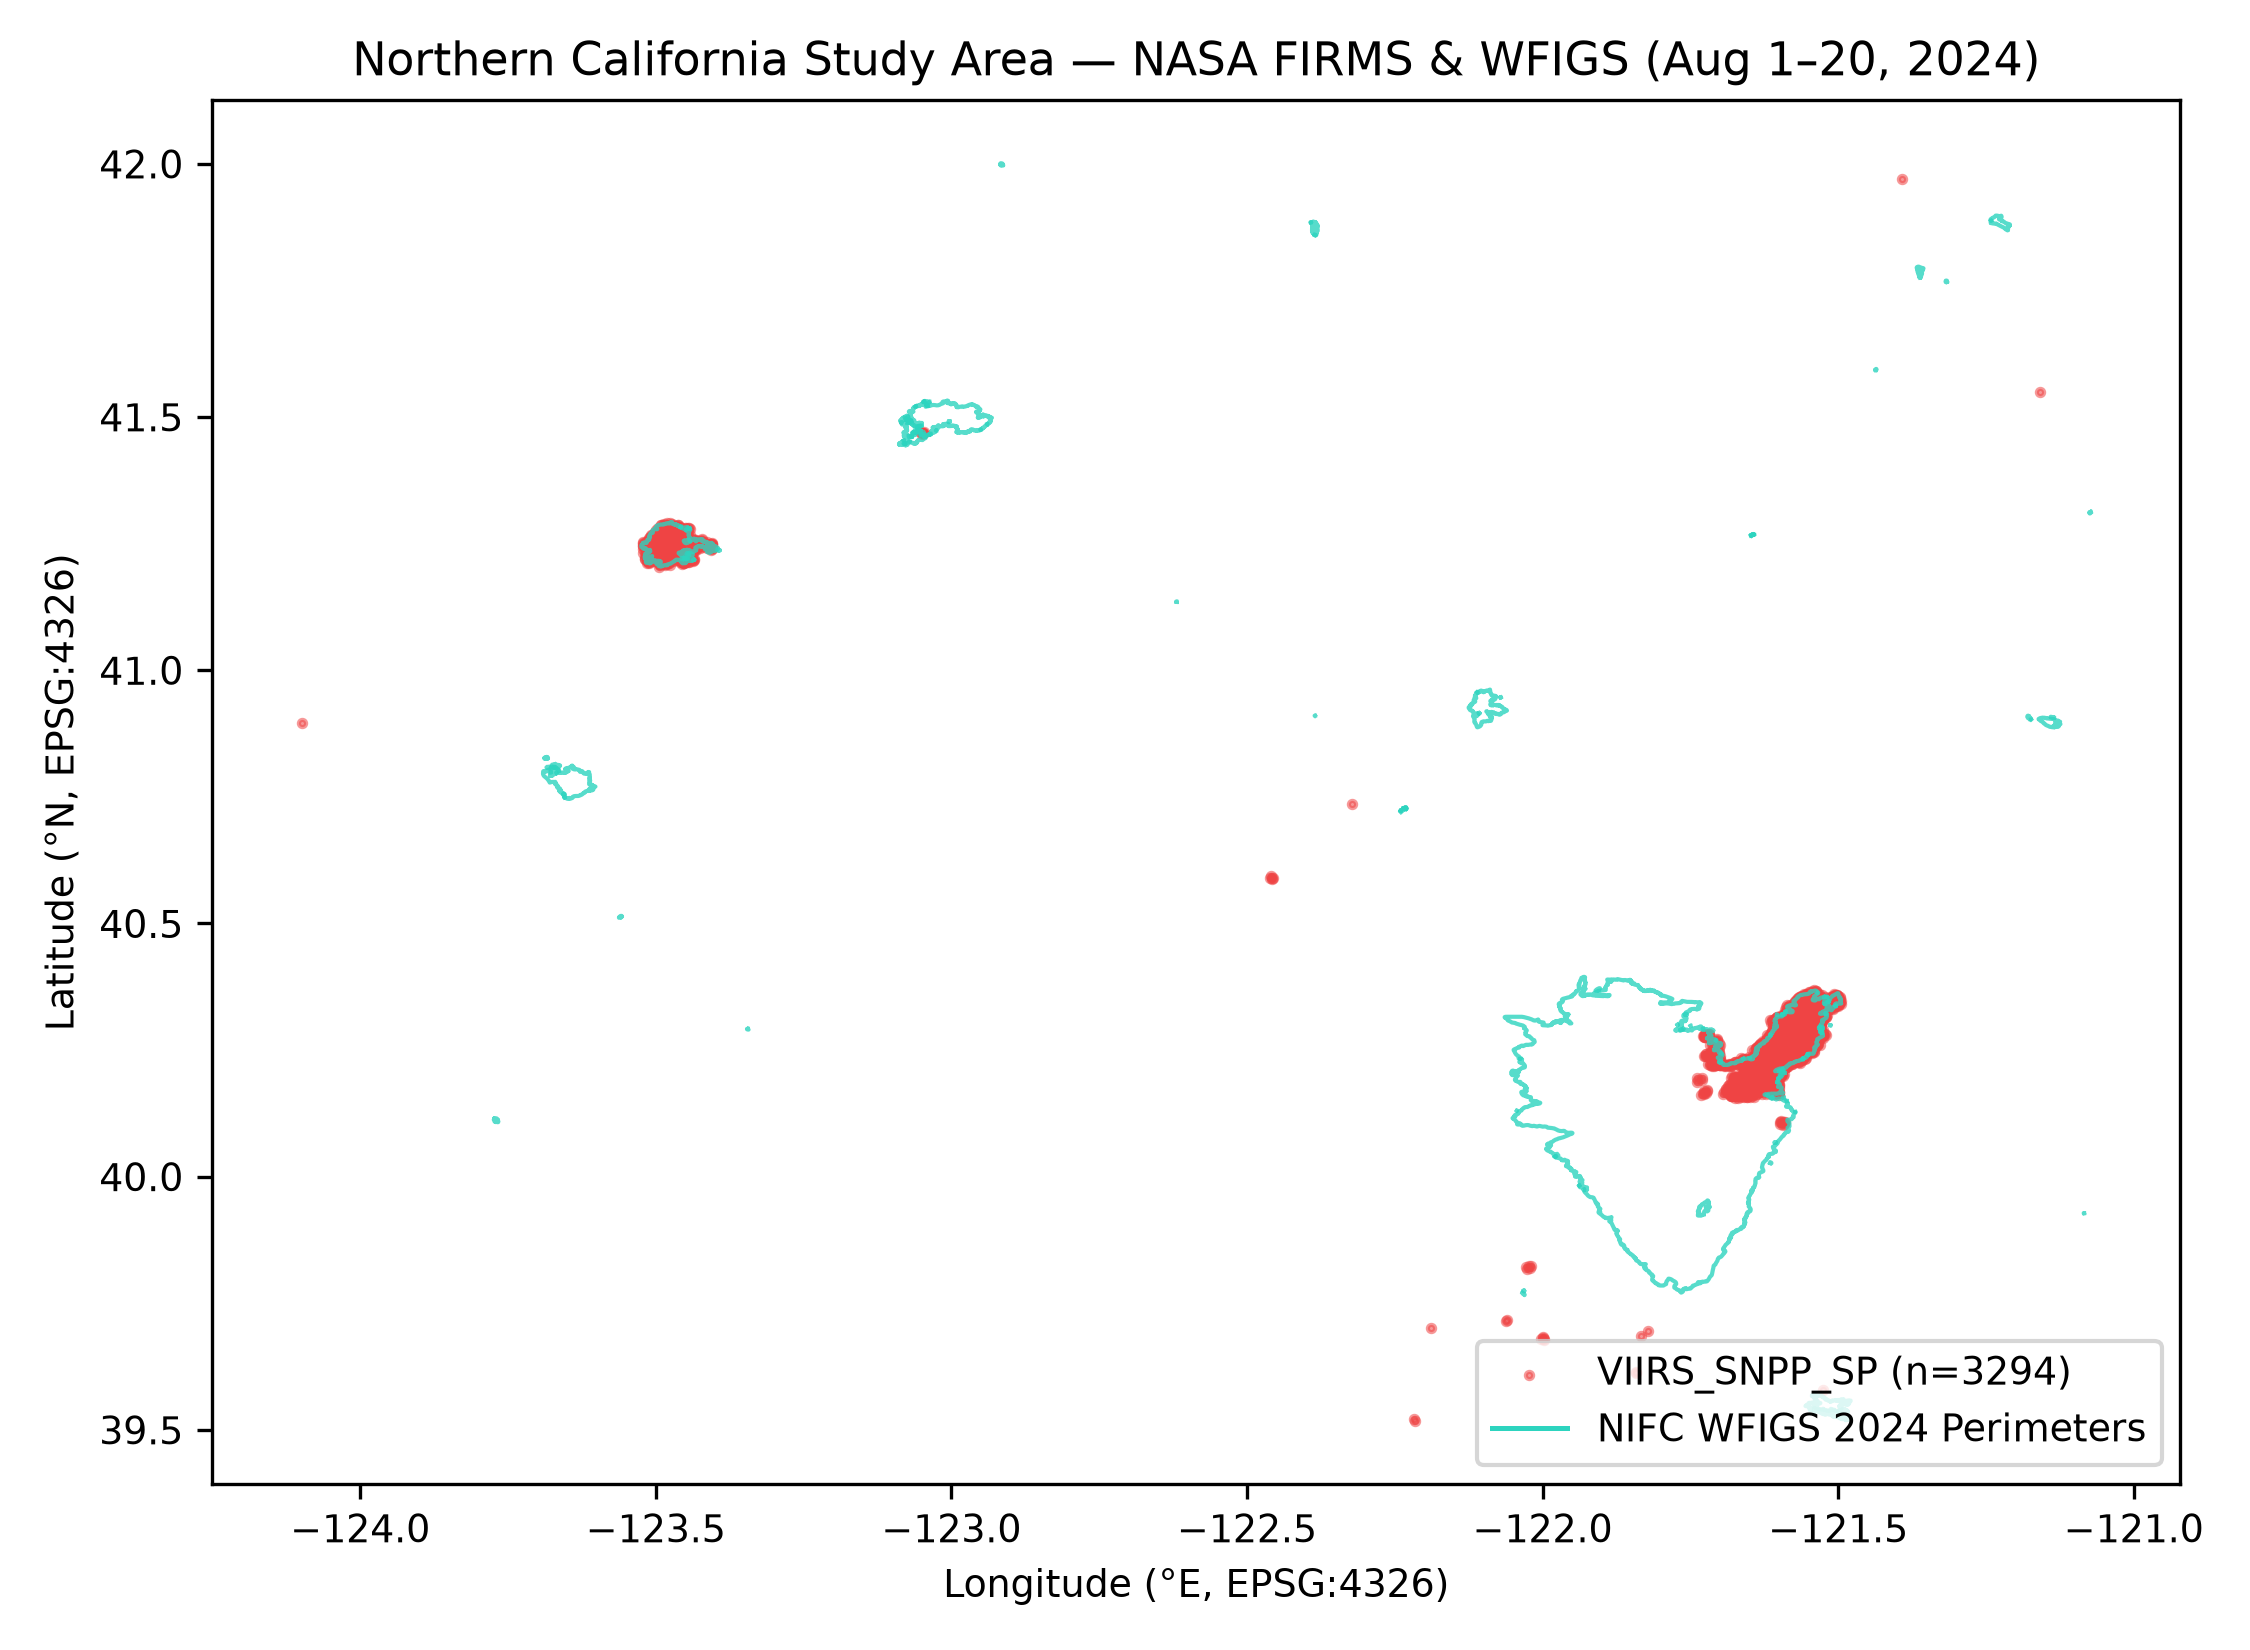 Northern California Study Area — NASA FIRMS & WFIGS (Aug 1–20, 2024)
Latitude (°N, EPSG:4326)
42.0
41.5
41.0
40.5
40.0
39.5
VIIRS_SNPP_SP (n=3294)
NIFC WFIGS 2024 Perimeters
−124.0 −123.5 −123.0 −122.5 −122.0 −121.5 −121.0
Longitude (°E, EPSG:4326)